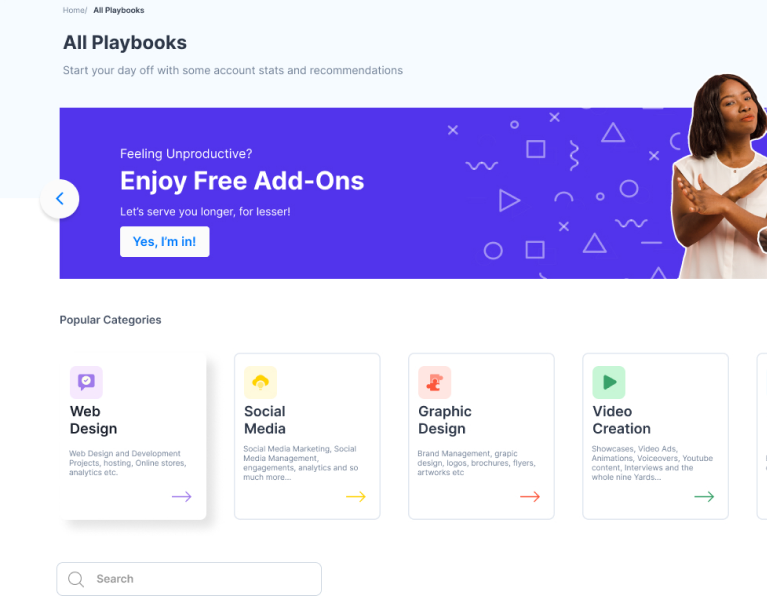 Home/ All Playbooks
All Playbooks
Start your day off with some account stats and recommendations
Feeling Unproductive?
Enjoy Free Add-Ons
Let's serve you longer, for lesser!
Yes, I'm in!
Popular Categories
Web
Design
Web Design and Development
Projects, hosting, Online stores,
analytics etc.
Social
Media
Social Media Marketing, Social
Media Management,
engagements, analytics and so
much more...
Graphic
Design
Brand Management, grapic
design, logos, brochures, flyers,
artworks etc
Video
Creation
Showcases, Video Ads,
Animations, Voiceovers, Youtube
content, Interviews and the
whole nine Yards...
Search